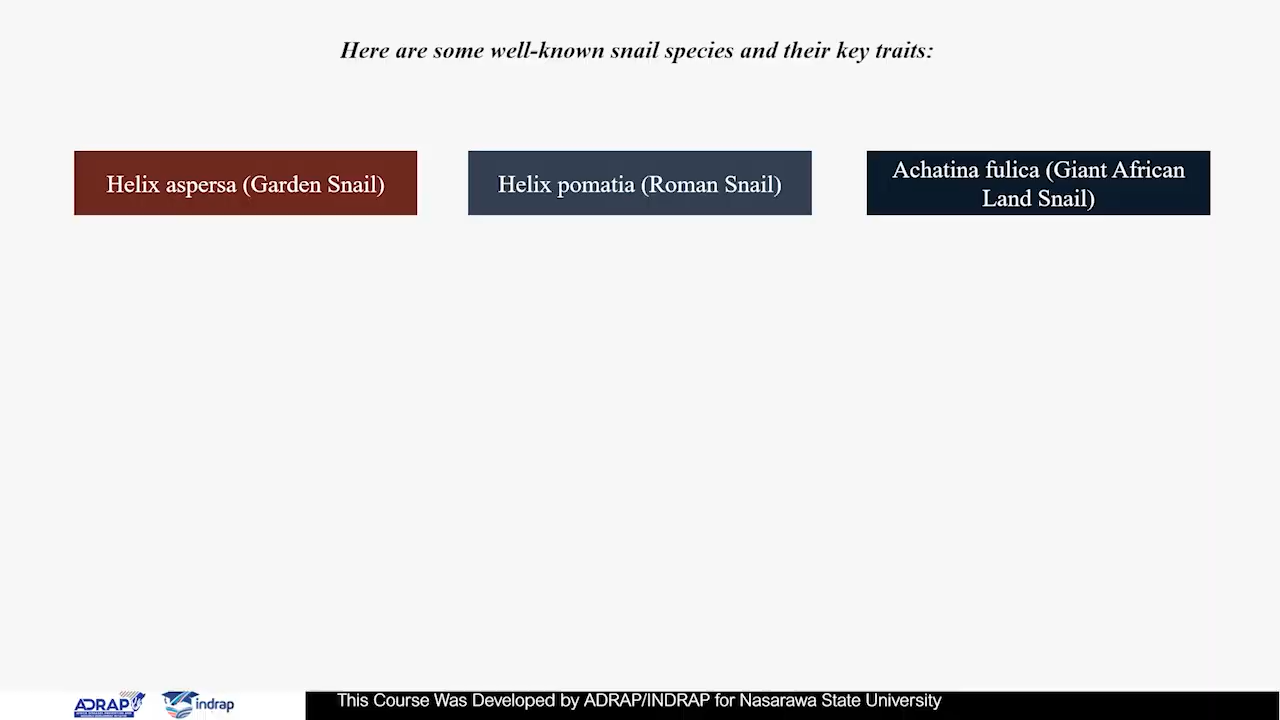 Here are some well-known snail species and their key traits:
Helix aspersa (Garden Snail)
Helix pomatia (Roman Snail)
Achatina fulica (Giant African
Land Snail)
ADRAP
indrap
This Course Was Developed by ADRAP/INDRAP for Nasarawa State University